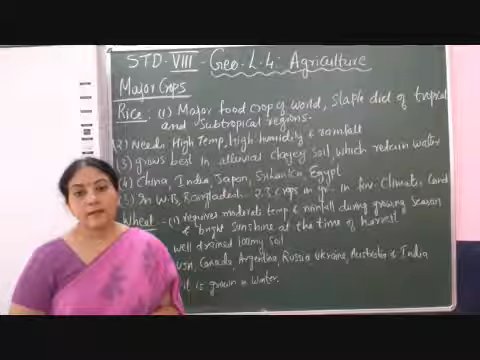 STD. VIII - Geo. L.4: Agriculture
Major Crops
Rice: (1) Major food crop of world, Staple diet of tropical
and Subtropical regions.
(2) Needs High Temp, high humidity & rainfall
(3) grows best in alluvial clayey soil, which retain water
(4) China, India, Japan, Sri Lanka, Egypt
(5) In W.B, Bangladesh 2-3 crops in yr. in fav. Climatic Cond
Wheat - (1) requires moderate temp & rainfall during growing season
& bright Sunshine at the time of harvest
well drained loamy soil
USA, Canada, Argentina, Russia Ukraine, Australia & India
it is grown in Winter.